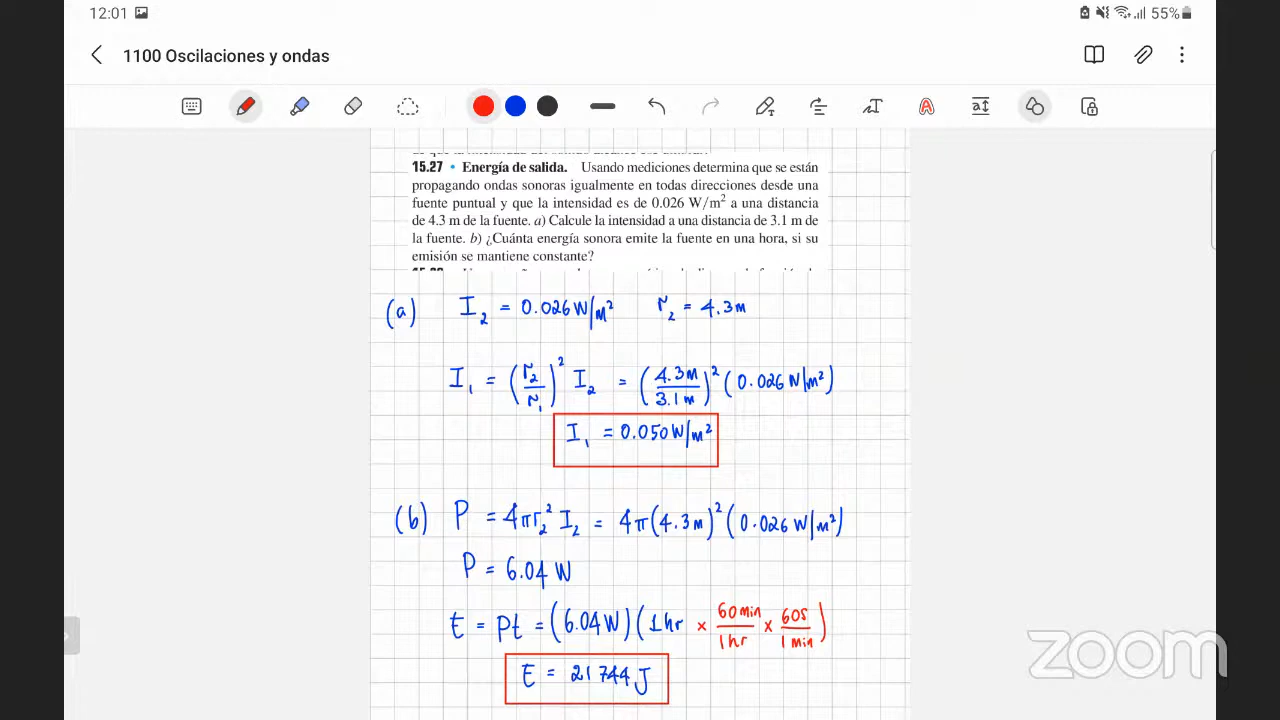 12:01
55%
1100 Oscilaciones y ondas
15.27 • Energía de salida. Usando mediciones determina que se están
propagando ondas sonoras igualmente en todas direcciones desde una
fuente puntual y que la intensidad es de 0.026 W/m² a una distancia
de 4.3 m de la fuente. a) Calcule la intensidad a una distancia de 3.1 m de
la fuente. b) ¿Cuánta energía sonora emite la fuente en una hora, si su
emisión se mantiene constante?
(a) I₂ = 0.026 W/m² r₂ = 4.3m
I₁ = (r₂/r₁)² I₂ = (4.3m/3.1m)² (0.026 W/m²)
I₁ = 0.050 W/m²
(b) P = 4πr₂² I₂ = 4π(4.3m)² (0.026 W/m²)
P = 6.04 W
E = Pt = (6.04W)(1hr × 60min/1hr × 60s/1min)
E = 21744 J
zoom